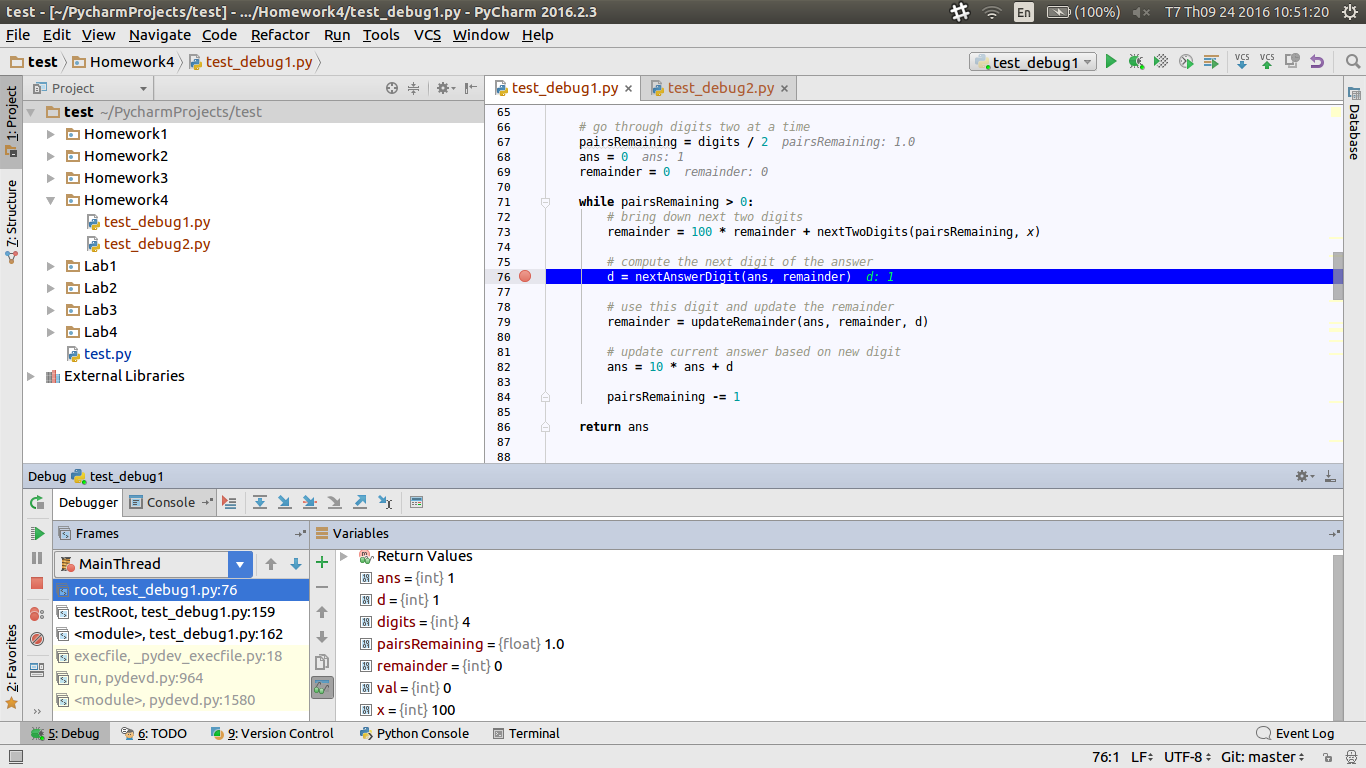 test - [~/PycharmProjects/test] - .../Homework4/test_debug1.py - PyCharm 2016.2.3
En (100%) T7 Th09 24 2016 10:51:20
File Edit View Navigate Code Refactor Run Tools VCS Window Help
test Homework4 test_debug1.py
test_debug1 VCS VCS
1: Project
7: Structure
2: Favorites
Project
test ~/PycharmProjects/test
Homework1
Homework2
Homework3
Homework4
test_debug1.py
test_debug2.py
Lab1
Lab2
Lab3
Lab4
test.py
External Libraries
test_debug1.py × test_debug2.py ×
65
66 # go through digits two at a time
67 pairsRemaining = digits / 2 pairsRemaining: 1.0
68 ans = 0 ans: 1
69 remainder = 0 remainder: 0
70
71 while pairsRemaining > 0:
72 # bring down next two digits
73 remainder = 100 * remainder + nextTwoDigits(pairsRemaining, x)
74
75 # compute the next digit of the answer
76 d = nextAnswerDigit(ans, remainder) d: 1
77
78 # use this digit and update the remainder
79 remainder = updateRemainder(ans, remainder, d)
80
81 # update current answer based on new digit
82 ans = 10 * ans + d
83
84 pairsRemaining -= 1
85
86 return ans
87
88
Database
Debug test_debug1
Debugger Console
Frames
MainThread
root, test_debug1.py:76
testRoot, test_debug1.py:159
<module>, test_debug1.py:162
execfile, _pydev_execfile.py:18
run, pydevd.py:964
<module>, pydevd.py:1580
Variables
Return Values
ans = {int} 1
d = {int} 1
digits = {int} 4
pairsRemaining = {float} 1.0
remainder = {int} 0
val = {int} 0
x = {int} 100
5: Debug 6: TODO 9: Version Control Python Console Terminal Event Log
76:1 LF UTF-8 Git: master